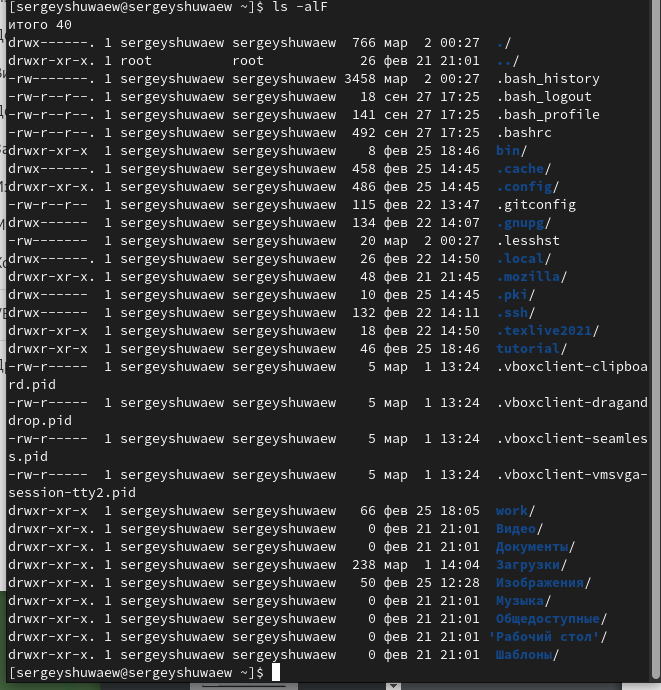 [sergeyshuwaew@sergeyshuwaew ~]$ ls -alF
итого 40
drwx------. 1 sergeyshuwaew sergeyshuwaew  766 мар  2 00:27  ./
drwxr-xr-x. 1 root          root            26 фев 21 21:01  ../
-rw-------. 1 sergeyshuwaew sergeyshuwaew 3458 мар  2 00:27  .bash_history
-rw-r--r--. 1 sergeyshuwaew sergeyshuwaew   18 сен 27 17:25  .bash_logout
-rw-r--r--. 1 sergeyshuwaew sergeyshuwaew  141 сен 27 17:25  .bash_profile
-rw-r--r--. 1 sergeyshuwaew sergeyshuwaew  492 сен 27 17:25  .bashrc
drwxr-xr-x  1 sergeyshuwaew sergeyshuwaew    8 фев 25 18:46  bin/
drwx------. 1 sergeyshuwaew sergeyshuwaew  458 фев 25 14:45  .cache/
drwxr-xr-x. 1 sergeyshuwaew sergeyshuwaew  486 фев 25 14:45  .config/
-rw-r--r--  1 sergeyshuwaew sergeyshuwaew  115 фев 22 13:47  .gitconfig
drwx------  1 sergeyshuwaew sergeyshuwaew  134 фев 22 14:07  .gnupg/
-rw-------  1 sergeyshuwaew sergeyshuwaew   20 мар  2 00:27  .lesshst
drwx------. 1 sergeyshuwaew sergeyshuwaew   26 фев 22 14:50  .local/
drwxr-xr-x. 1 sergeyshuwaew sergeyshuwaew   48 фев 21 21:45  .mozilla/
drwx------  1 sergeyshuwaew sergeyshuwaew   10 фев 25 14:45  .pki/
drwx------  1 sergeyshuwaew sergeyshuwaew  132 фев 22 14:11  .ssh/
drwxr-xr-x  1 sergeyshuwaew sergeyshuwaew   18 фев 22 14:50  .texlive2021/
drwxr-xr-x  1 sergeyshuwaew sergeyshuwaew   46 фев 25 18:46  tutorial/
-rw-r-----  1 sergeyshuwaew sergeyshuwaew    5 мар  1 13:24  .vboxclient-clipboa
rd.pid
-rw-r-----  1 sergeyshuwaew sergeyshuwaew    5 мар  1 13:24  .vboxclient-dragand
drop.pid
-rw-r-----  1 sergeyshuwaew sergeyshuwaew    5 мар  1 13:24  .vboxclient-seamles
s.pid
-rw-r-----  1 sergeyshuwaew sergeyshuwaew    5 мар  1 13:24  .vboxclient-vmsvga-
session-tty2.pid
drwxr-xr-x  1 sergeyshuwaew sergeyshuwaew   66 фев 25 18:05  work/
drwxr-xr-x. 1 sergeyshuwaew sergeyshuwaew    0 фев 21 21:01  Видео/
drwxr-xr-x. 1 sergeyshuwaew sergeyshuwaew    0 фев 21 21:01  Документы/
drwxr-xr-x. 1 sergeyshuwaew sergeyshuwaew  238 мар  1 14:04  Загрузки/
drwxr-xr-x. 1 sergeyshuwaew sergeyshuwaew   50 фев 25 12:28  Изображения/
drwxr-xr-x. 1 sergeyshuwaew sergeyshuwaew    0 фев 21 21:01  Музыка/
drwxr-xr-x. 1 sergeyshuwaew sergeyshuwaew    0 фев 21 21:01  Общедоступные/
drwxr-xr-x. 1 sergeyshuwaew sergeyshuwaew    0 фев 21 21:01 'Рабочий стол'/
drwxr-xr-x. 1 sergeyshuwaew sergeyshuwaew    0 фев 21 21:01  Шаблоны/
[sergeyshuwaew@sergeyshuwaew ~]$